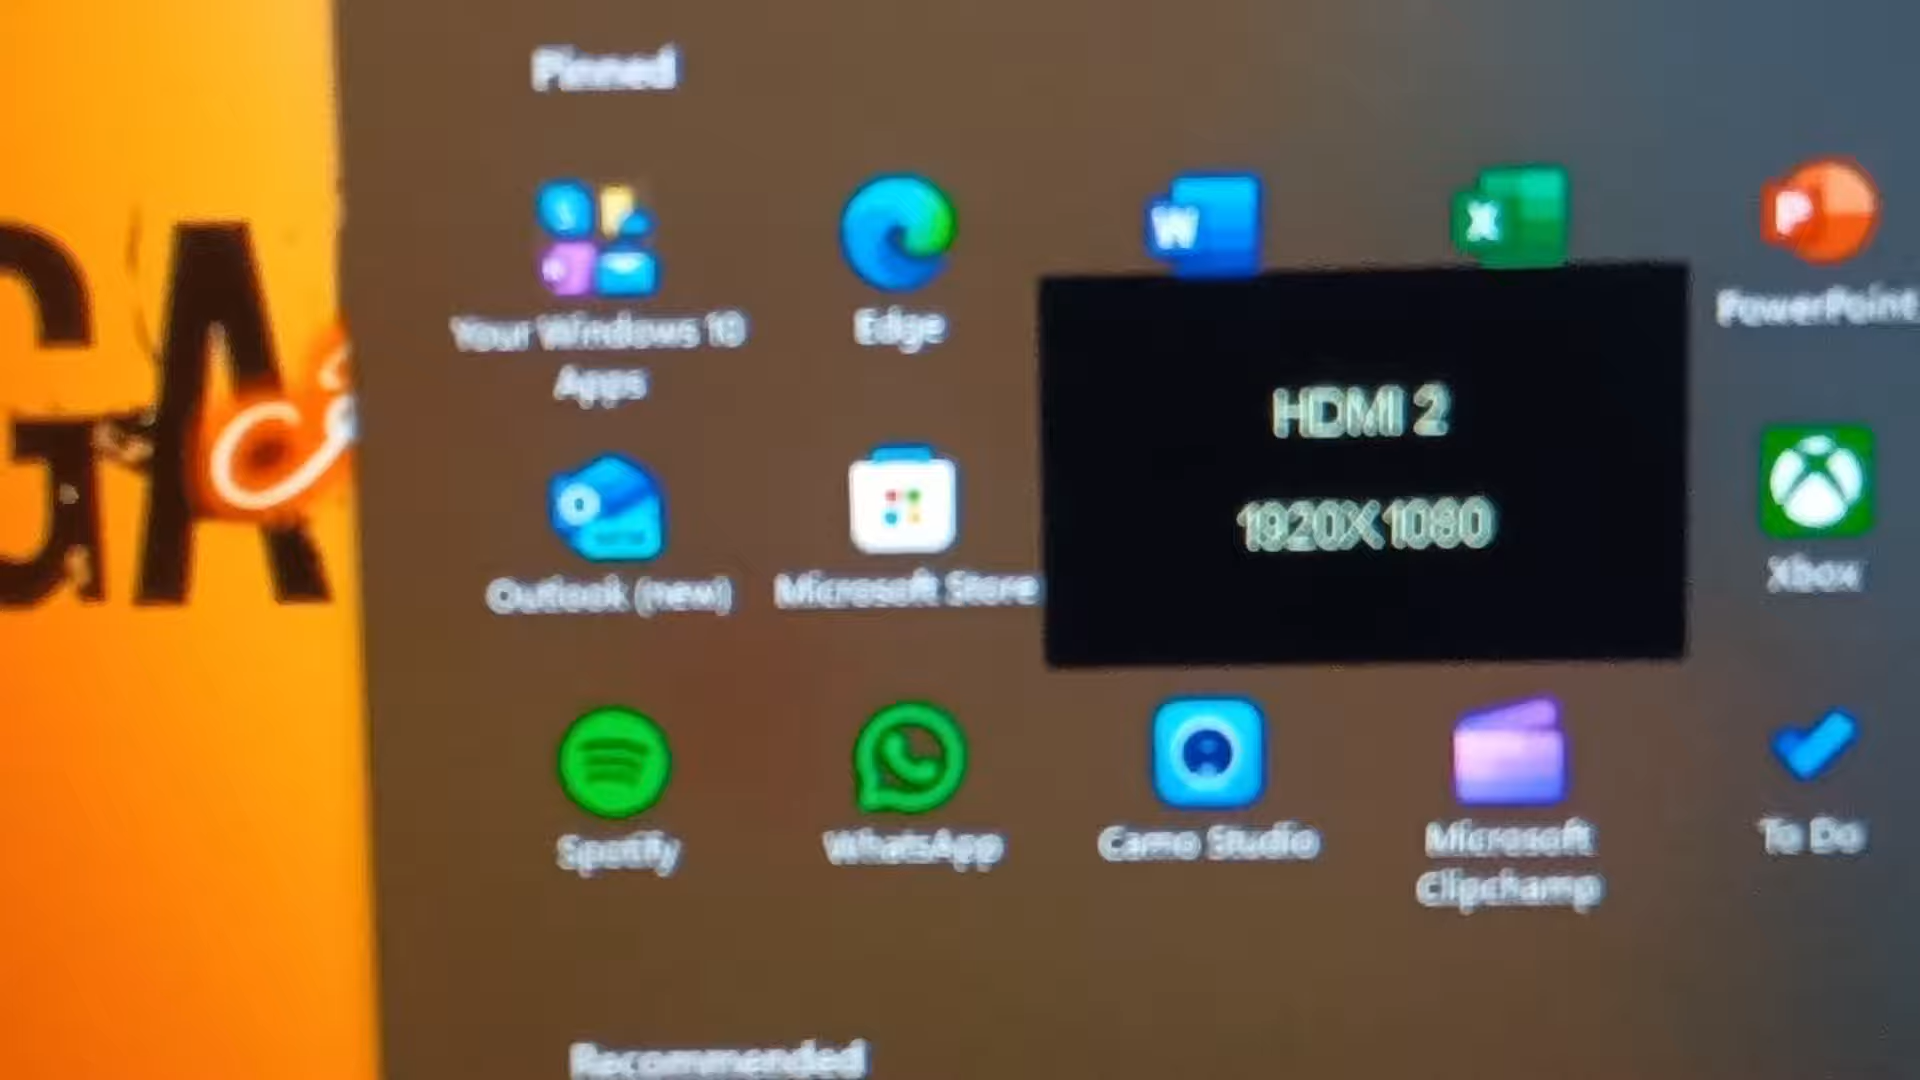 Pinned
Your Windows 10
Apps
Edge
W
X
P
PowerPoint
HDMI 2
1920X1080
GA
Outlook (new)
Microsoft Store
Xbox
Spotify
WhatsApp
Camo Studio
Microsoft
Clipchamp
To Do
Recommended